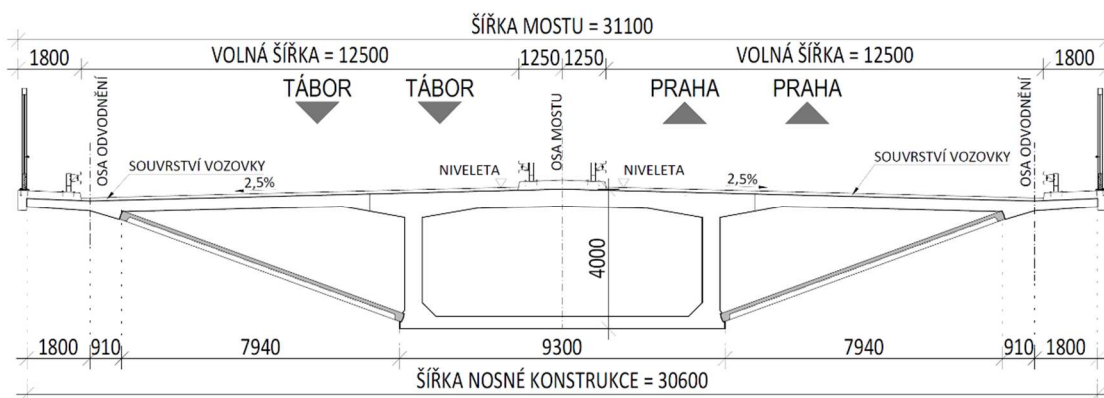 ŠÍŘKA MOSTU = 31100
1800 VOLNÁ ŠÍŘKA = 12500 1250 1250 VOLNÁ ŠÍŘKA = 12500 1800
TÁBOR TÁBOR PRAHA PRAHA
OSA ODVODNĚNÍ
OSA MOSTU
OSA ODVODNĚNÍ
SOUVRSTVÍ VOZOVKY NIVELETA NIVELETA SOUVRSTVÍ VOZOVKY
2,5% 2,5%
4000
1800 910 7940 9300 7940 910 1800
ŠÍŘKA NOSNÉ KONSTRUKCE = 30600